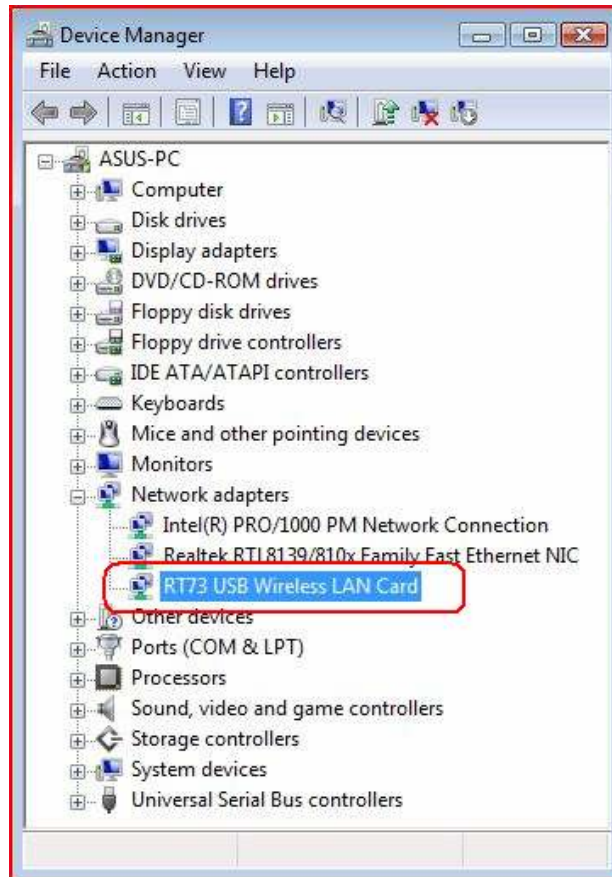 Device Manager
File Action View Help
ASUS-PC
Computer
Disk drives
Display adapters
DVD/CD-ROM drives
Floppy disk drives
Floppy drive controllers
IDE ATA/ATAPI controllers
Keyboards
Mice and other pointing devices
Monitors
Network adapters
Intel(R) PRO/1000 PM Network Connection
Realtek RTL8139/810x Family Fast Ethernet NIC
RT73 USB Wireless LAN Card
Other devices
Ports (COM & LPT)
Processors
Sound, video and game controllers
Storage controllers
System devices
Universal Serial Bus controllers